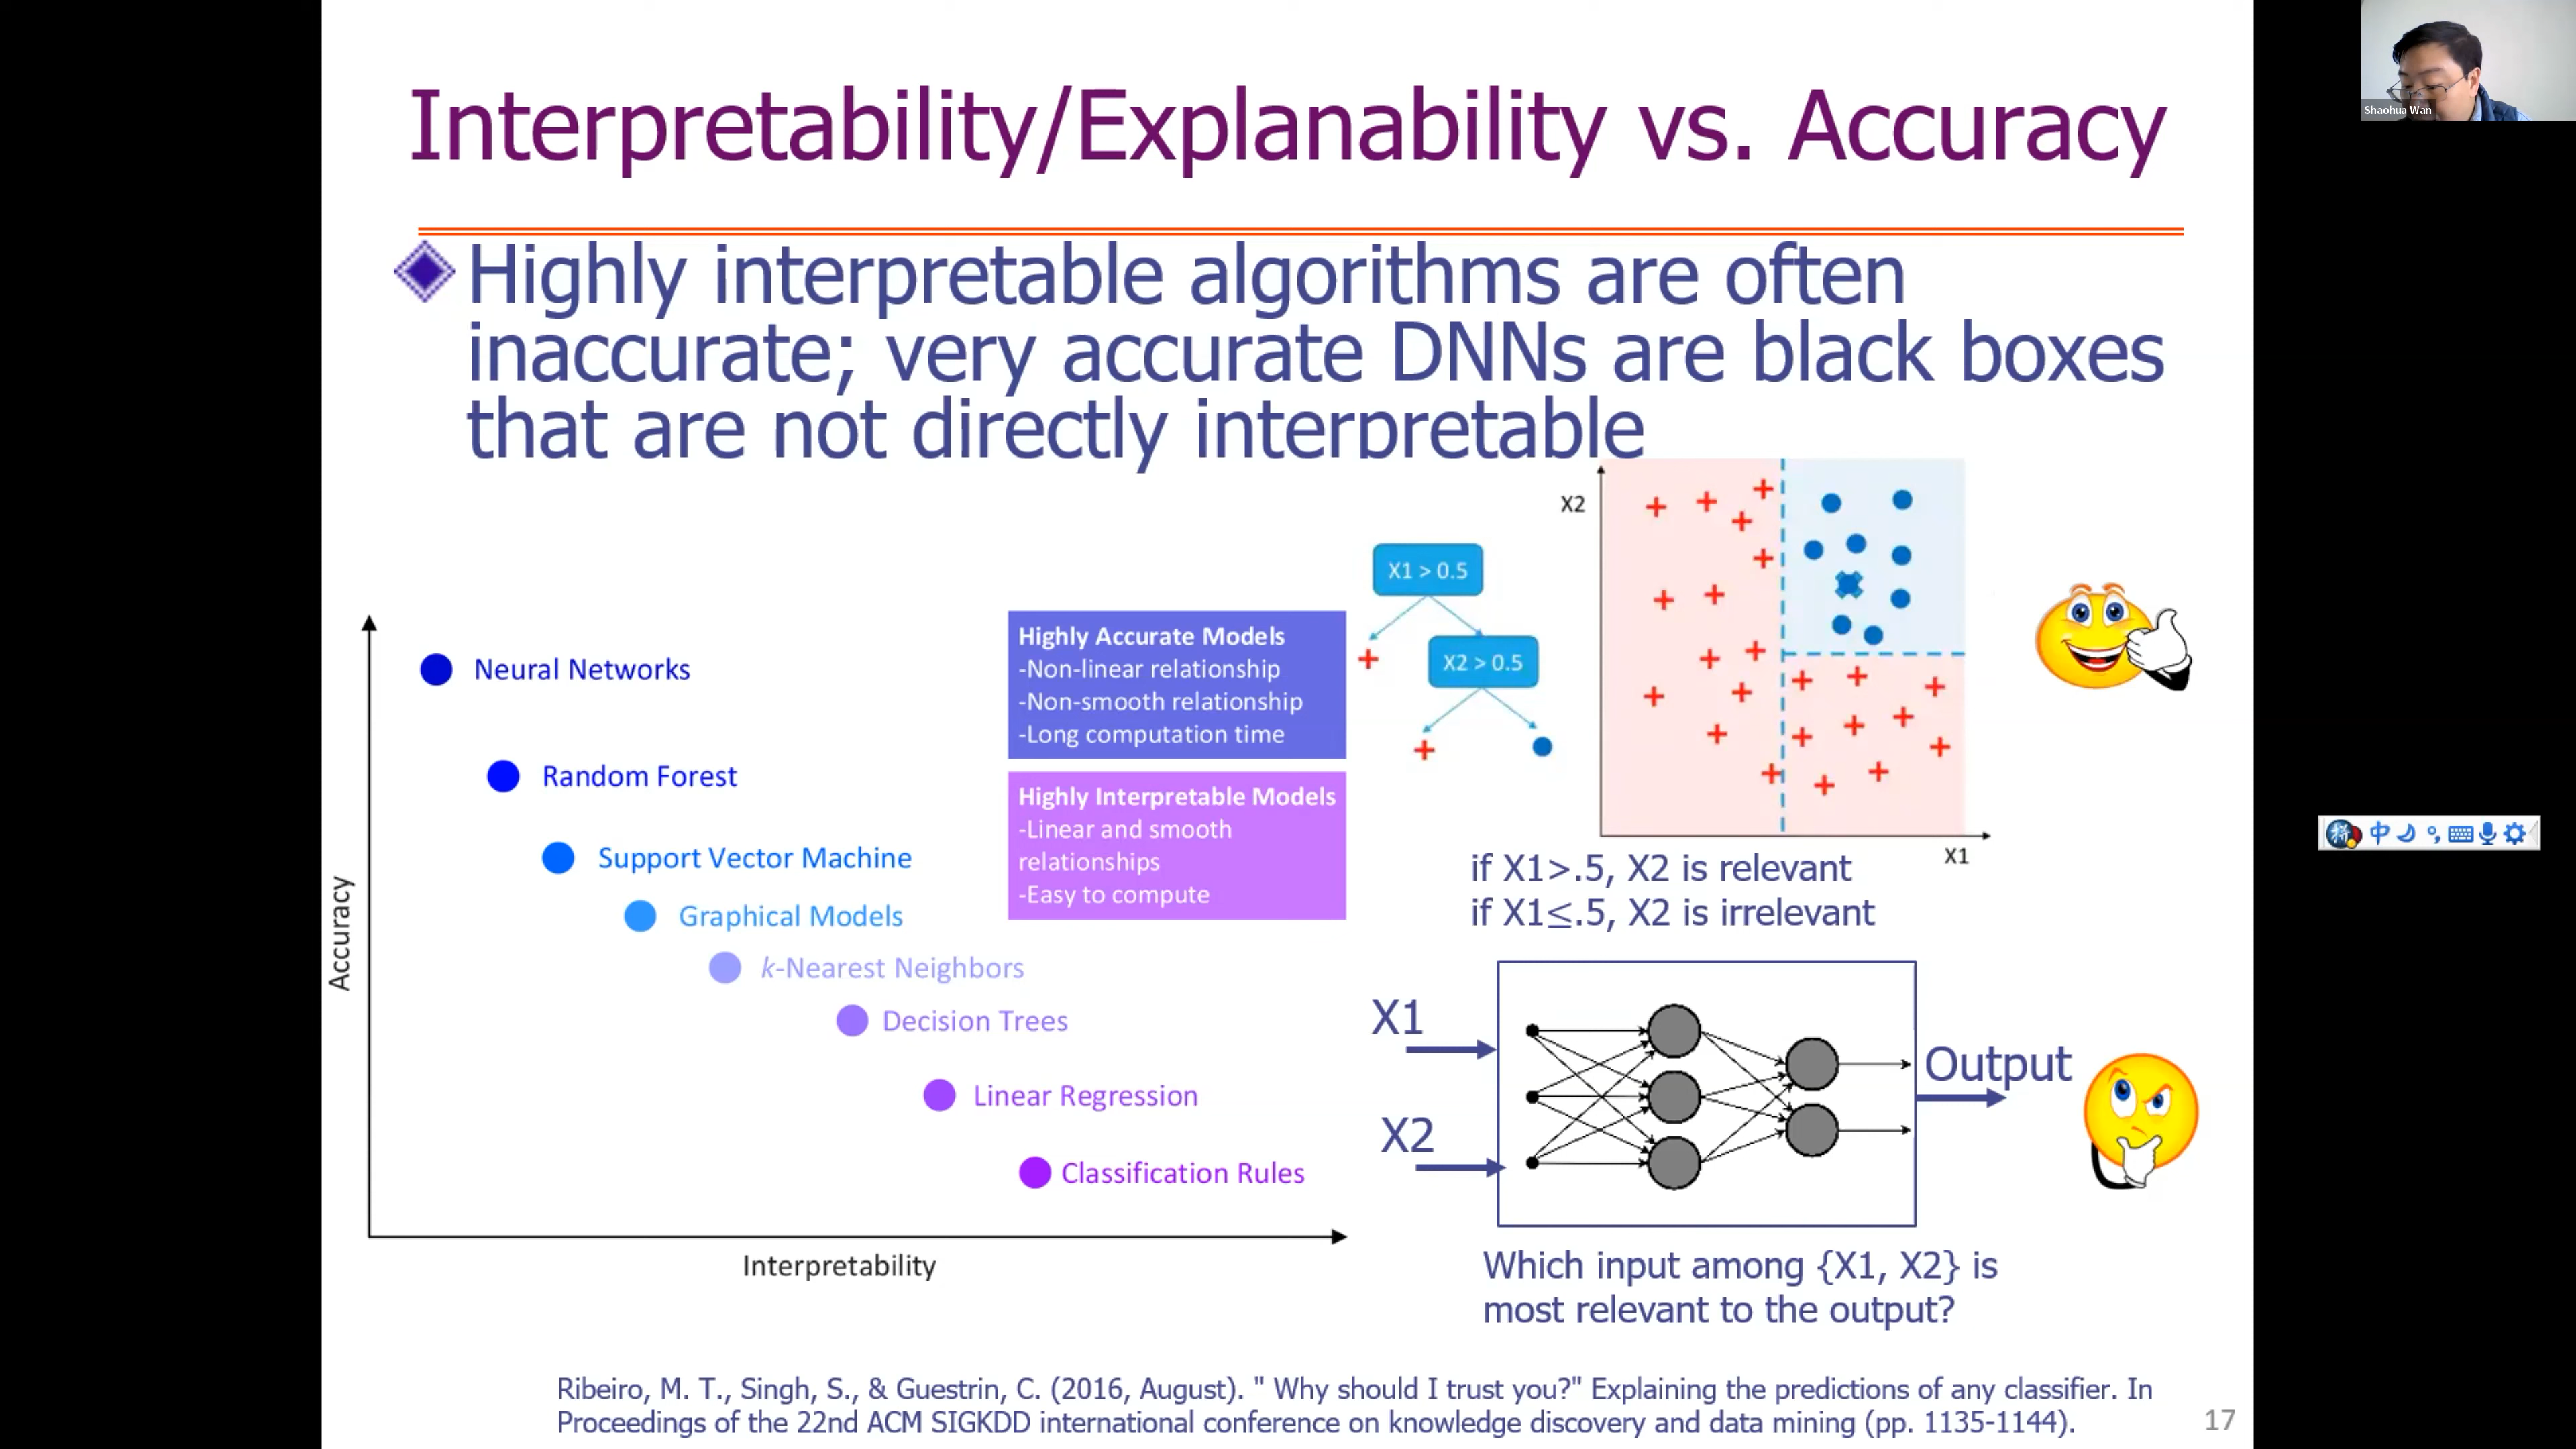 Interpretability/Explanability vs. Accuracy
Highly interpretable algorithms are often
inaccurate; very accurate DNNs are black boxes
that are not directly interpretable
Accuracy
Neural Networks
Random Forest
Support Vector Machine
Graphical Models
k-Nearest Neighbors
Decision Trees
Linear Regression
Classification Rules
Interpretability
Highly Accurate Models
-Non-linear relationship
-Non-smooth relationship
-Long computation time
Highly Interpretable Models
-Linear and smooth
relationships
-Easy to compute
X1 > 0.5
X2 > 0.5
X2
X1
if X1>.5, X2 is relevant
if X1≤.5, X2 is irrelevant
X1
X2
Output
Which input among {X1, X2} is
most relevant to the output?
Ribeiro, M. T., Singh, S., & Guestrin, C. (2016, August). " Why should I trust you?" Explaining the predictions of any classifier. In
Proceedings of the 22nd ACM SIGKDD international conference on knowledge discovery and data mining (pp. 1135-1144).
17
Shaohua Wan
拼 中